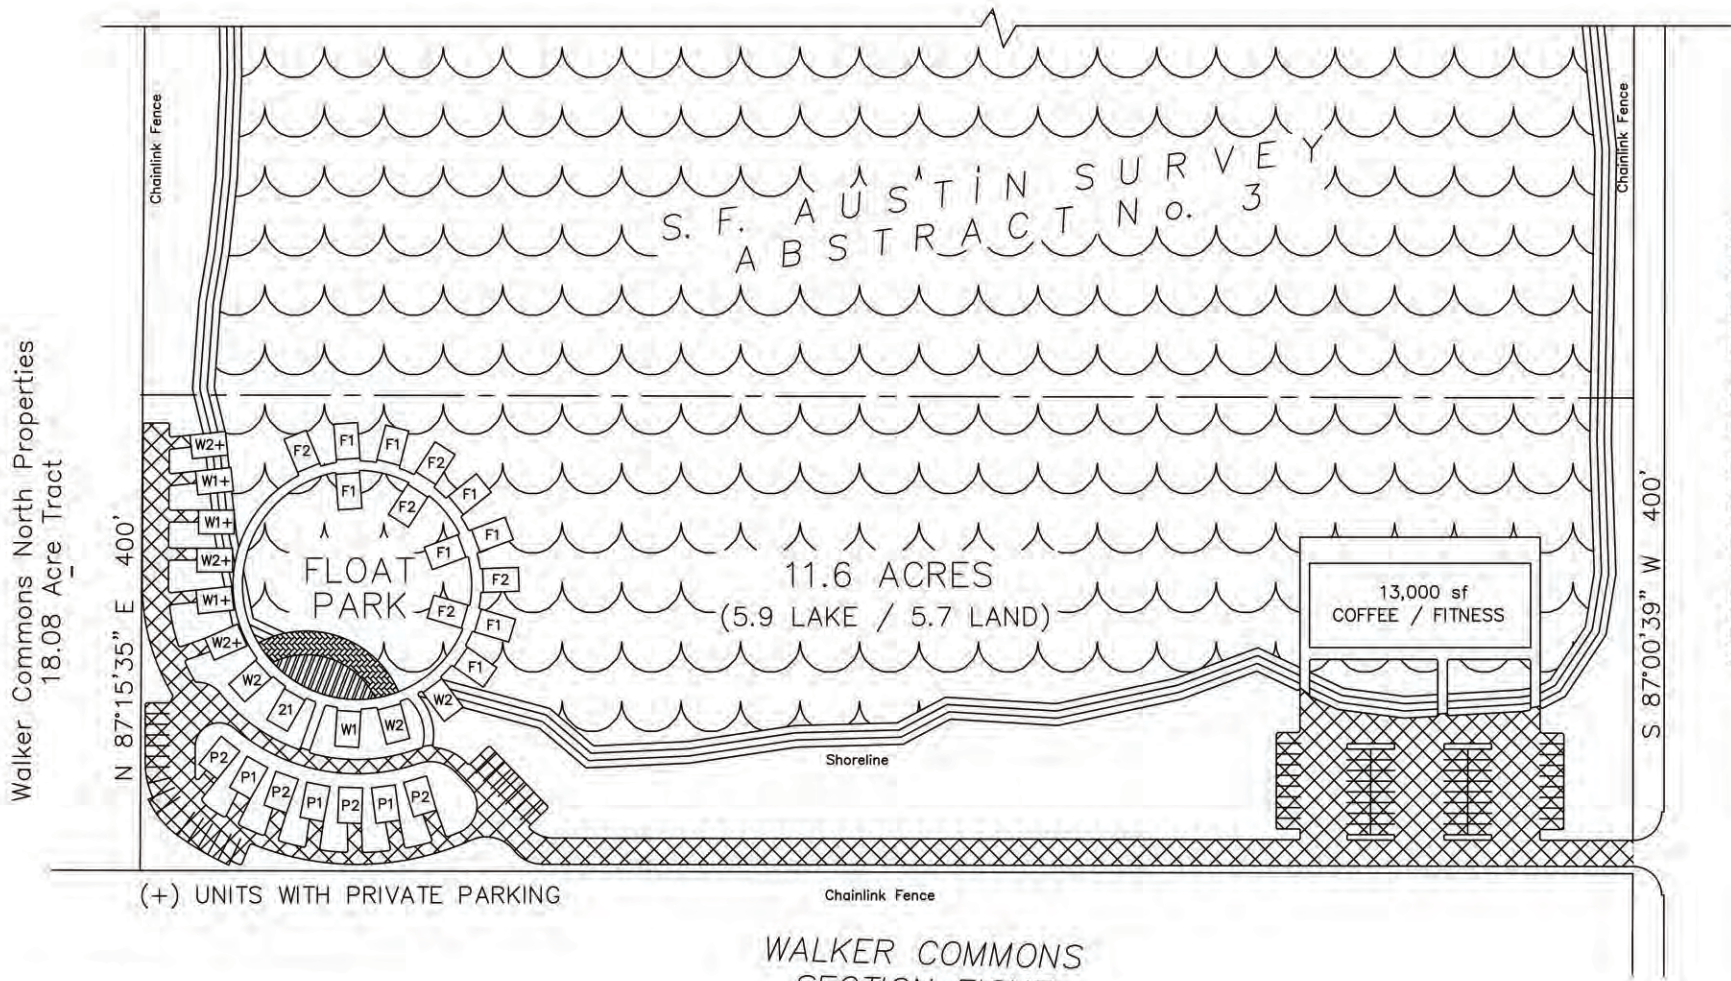 Chainlink Fence
Chainlink Fence
S.F. AUSTIN SURVEY
ABSTRACT No. 3
Walker Commons North Properties
18.08 Acre Tract
N 87°15'35" E 400'
S 87°00'39" W 400'
W2+
W1+
W1+
W2+
W1+
W2+
W2
21
W1
W2
W2
F2
F1
F1
F2
F1
F1
F2
F1
F1
F1
F2
F1
F2
FLOAT
PARK
11.6 ACRES
(5.9 LAKE / 5.7 LAND)
13,000 sf
COFFEE / FITNESS
Shoreline
P2
P1
P2
P1
P2
P1
P2
(+) UNITS WITH PRIVATE PARKING
Chainlink Fence
WALKER COMMONS